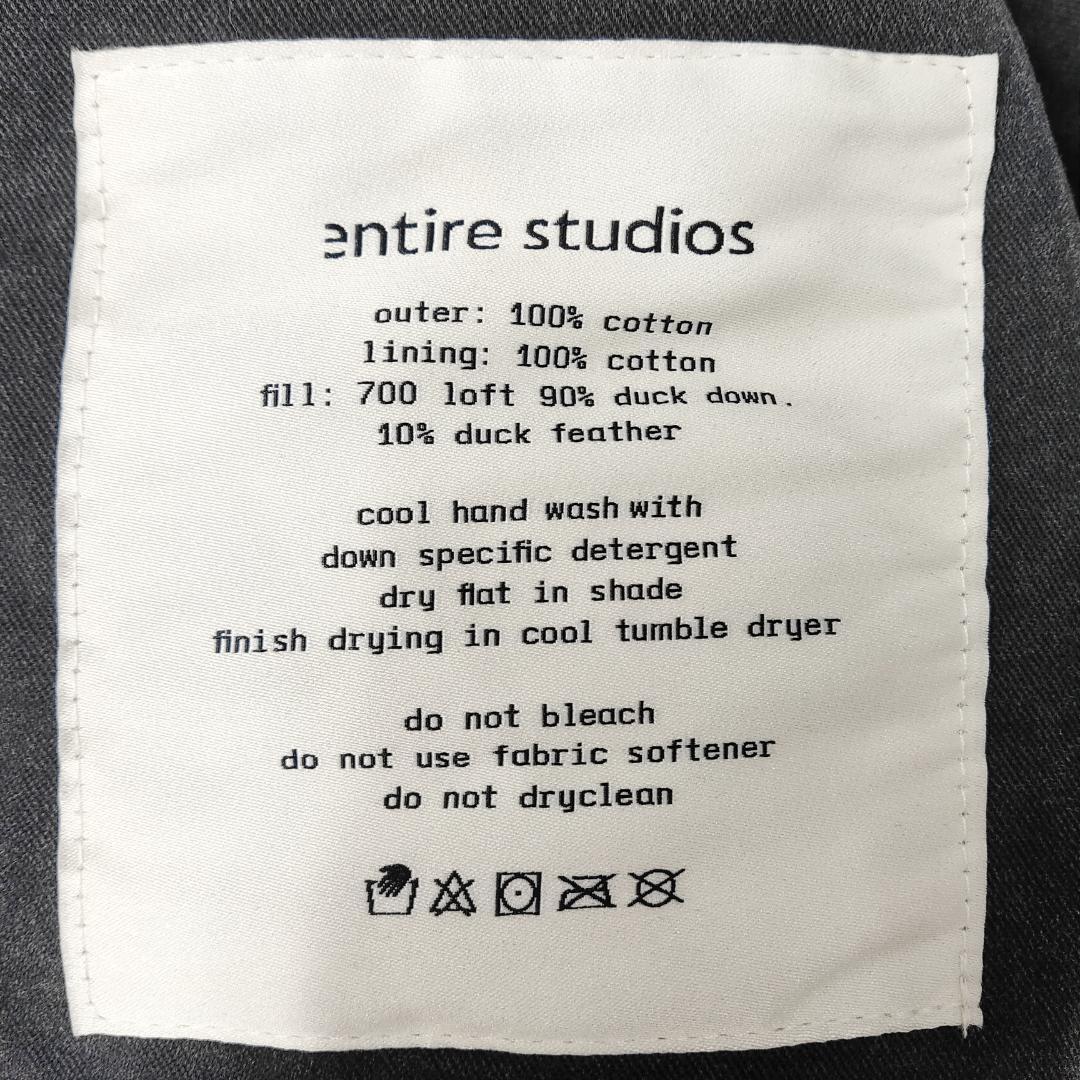 entire studios
outer: 100% cotton
lining: 100% cotton
fill: 700 loft 90% duck down.
10% duck feather
cool hand wash with
down specific detergent
dry flat in shade
finish drying in cool tumble dryer
do not bleach
do not use fabric softener
do not dryclean